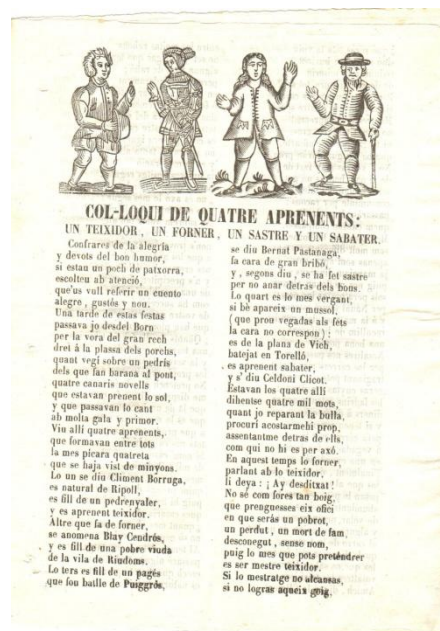 COL-LOQUI DE QUATRE APRENENTS:
UN TEIXIDOR, UN FORNER, UN SASTRE Y UN SABATER.
Confrares de la alegria
y devots del bon humor,
si estau un poch de patxorra,
escolteu ab atenció,
que'us vull referir un cuento
alegre, gustós y nou.
Una tarde de estas festas
passava jo desdel Born
per la vora del gran rech
dret á la plassa dels porchs,
quant vegí sobre un pedrís
dels que fan barana al pont,
quatre canaris novells
que estavan prenent lo sol,
y que passavan lo cant
ab molta gala y primor.
Viu allí quatre aprenents,
que formavan entre tots
la mes pícara quatreta
que se haja vist de minyons.
Lo un se diu Climent Borruga,
es natural de Ripoll,
es fill de un pedrenyaler,
y es aprenent teixidor.
Altre que fa de forner,
se anomena Blay Cendrós,
y es fill de una pobre viuda
de la vila de Riudoms.
Lo ters es fill de un pagés
que fou batlle de Puiggrós,
se diu Bernat Pastanaga,
fa cara de gran bribó,
y, segons diu, se ha fet sastre
per no anar detras dels bous.
Lo quart es lo mes vergant,
si bè apareix un mussol,
(que prou vegadas als fets
la cara no correspon):
es de la plana de Vich,
batejat en Torelló,
es aprenent sabater,
y s' diu Celdoni Clicot.
Estavan los quatre allí
dihentse quatre mil mots,
quant jo reparant la bulla,
procurí acostarmehi prop,
assentantme detras de ells,
com qui no hi es per axó.
En aquest temps lo forner,
parlant ab lo teixidor,
li deya: ¡Ay desditxat!
No sé com fores tan boig,
que prenguesses eix ofici
en que serás un pobrot,
un perdut, un mort de fam,
desconegut, sense nom,
puig lo mes que pots preténdrer
es ser mestre teixidor.
Si lo mestratge no alcansas,
si no logras aqueix goig,